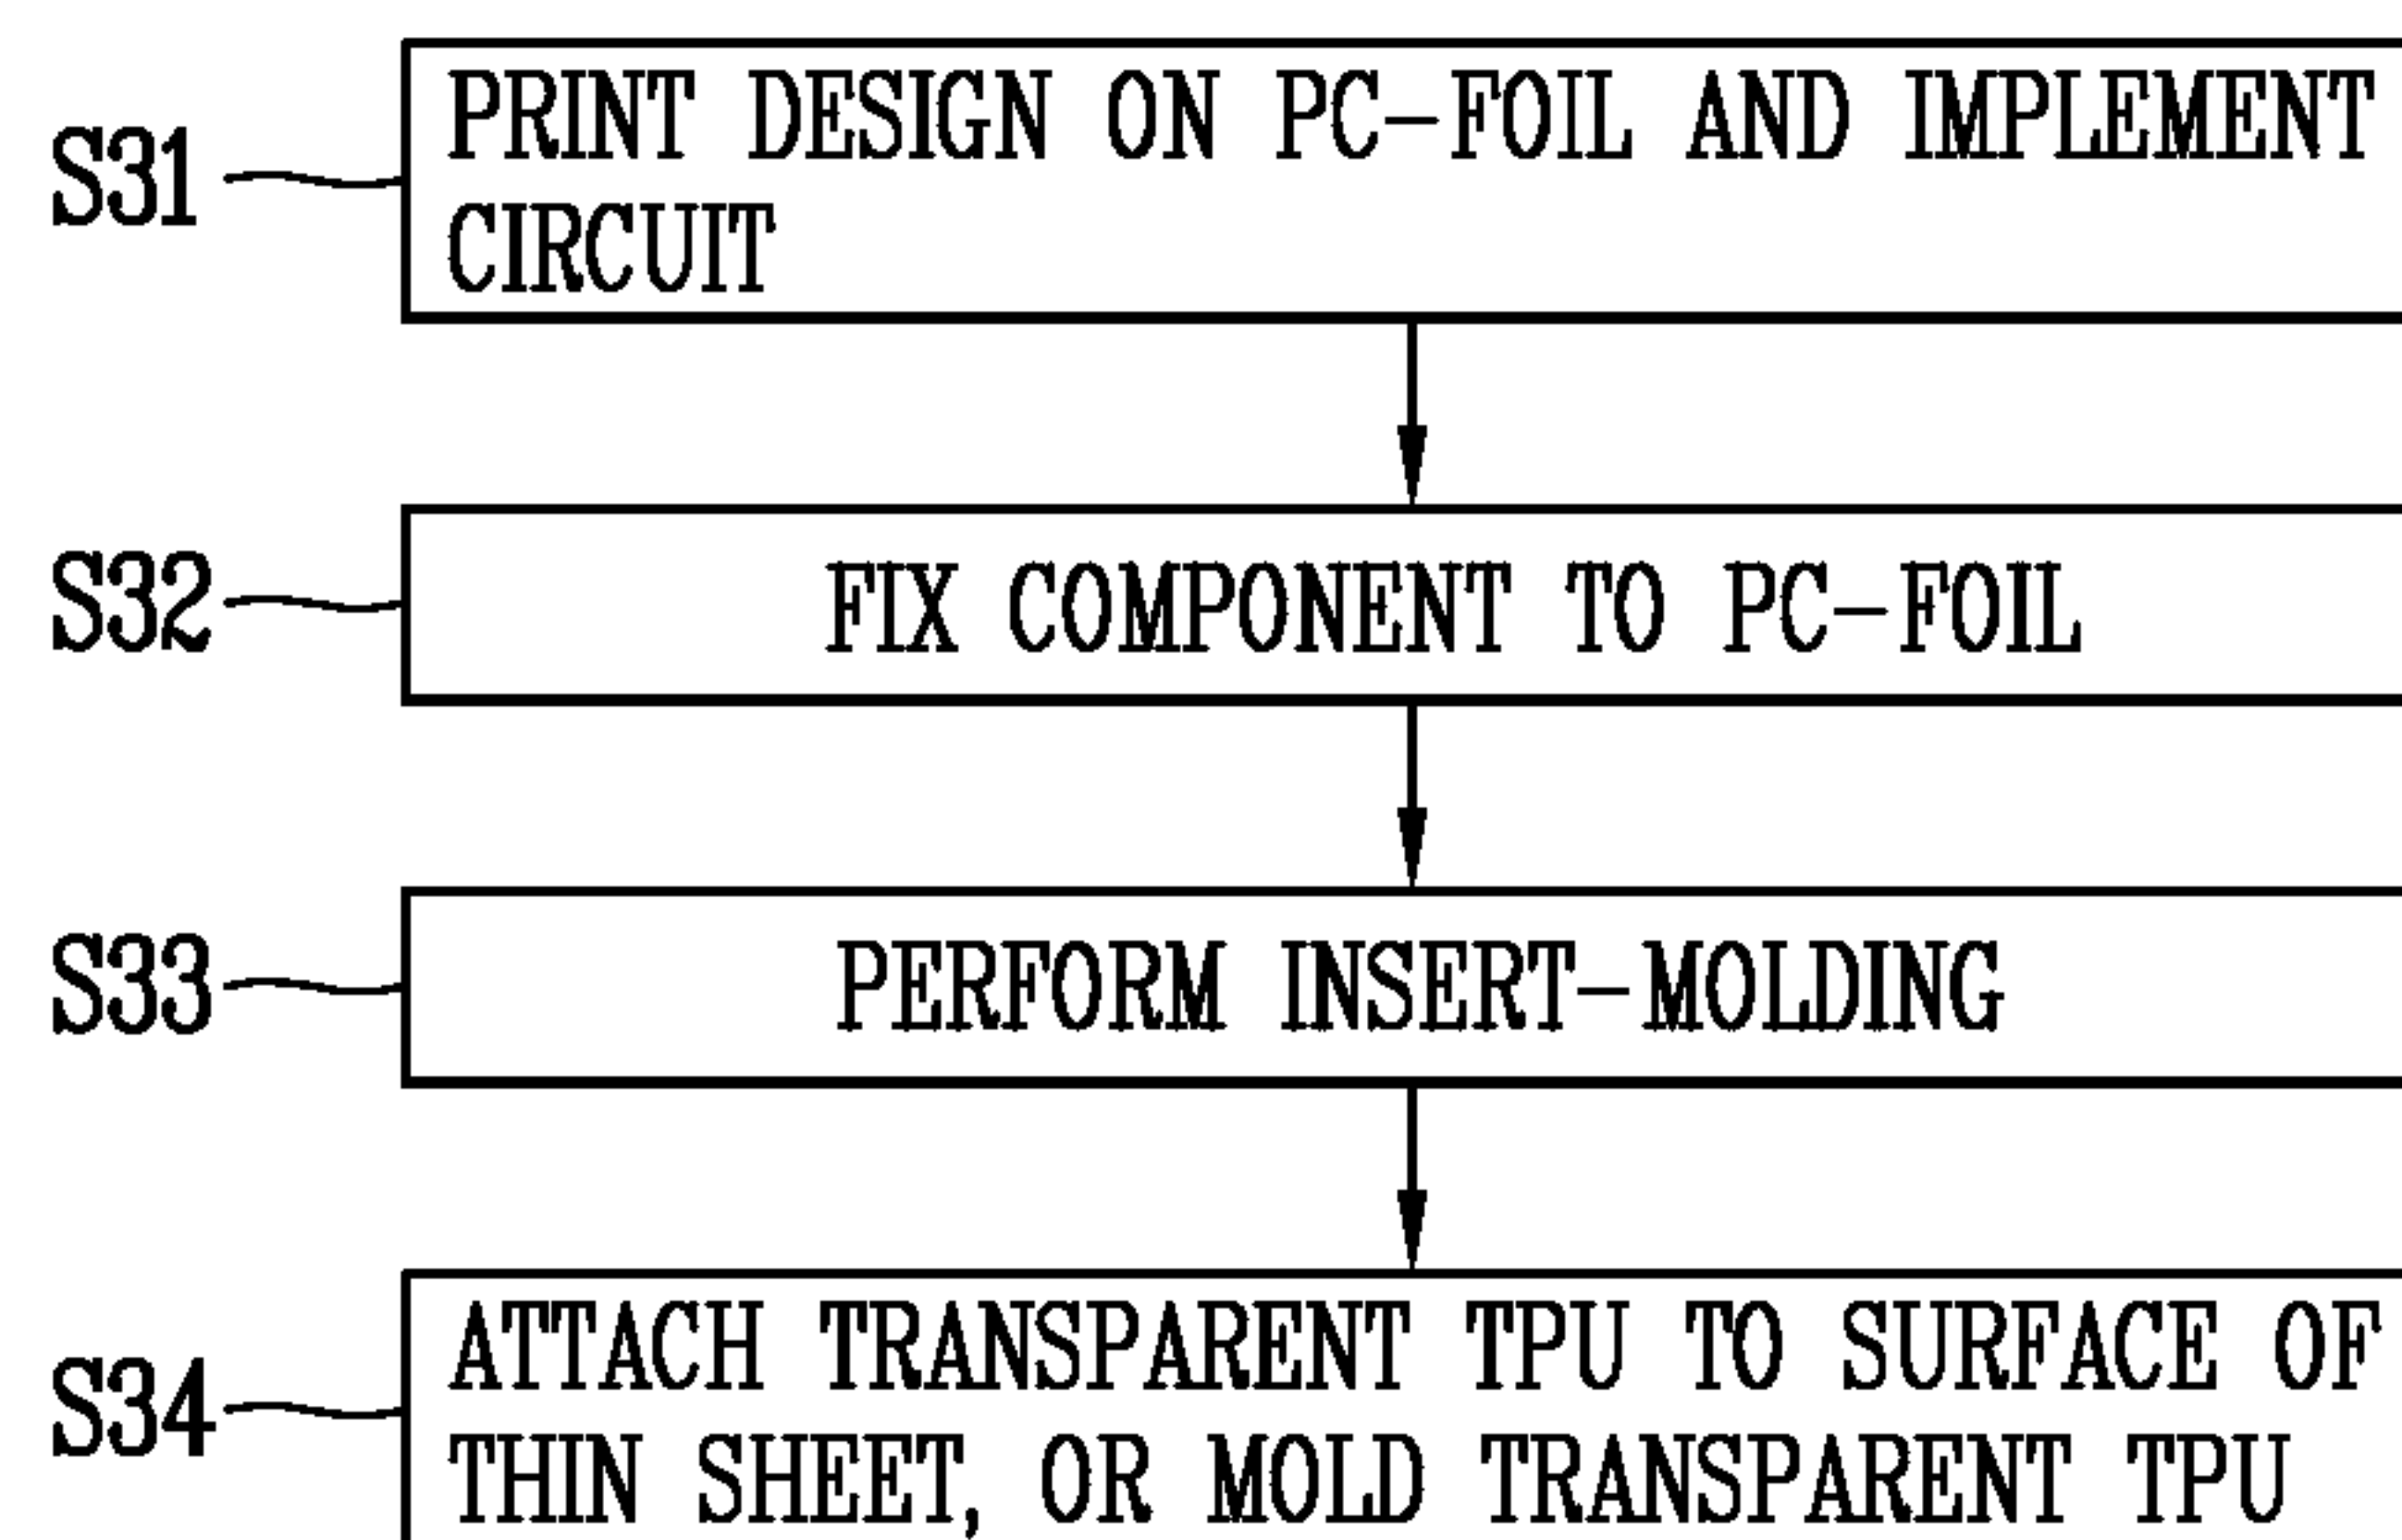 S31
PRINT DESIGN ON PC-FOIL AND IMPLEMENT
CIRCUIT
S32
FIX COMPONENT TO PC-FOIL
S33
PERFORM INSERT-MOLDING
S34
ATTACH TRANSPARENT TPU TO SURFACE OF
THIN SHEET, OR MOLD TRANSPARENT TPU